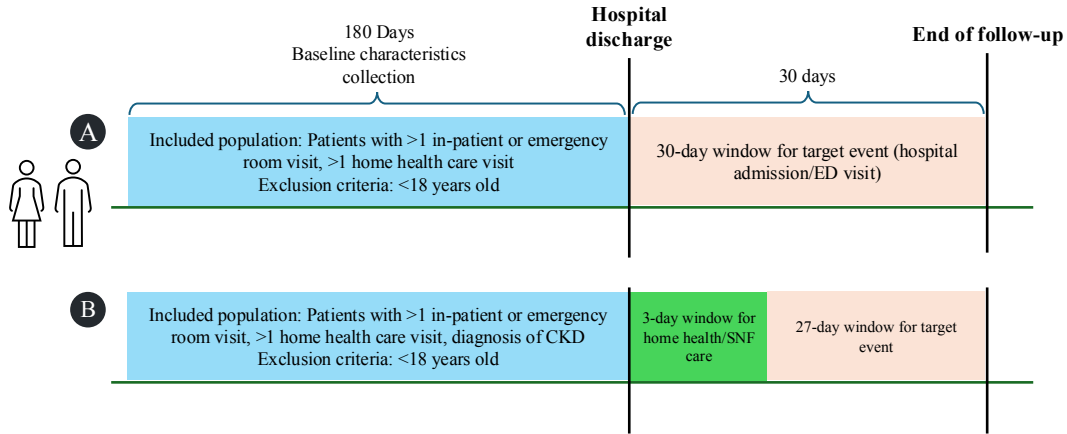 Hospital
discharge
End of follow-up
180 Days
Baseline characteristics
collection
30 days
A
Included population: Patients with >1 in-patient or emergency
room visit, >1 home health care visit
Exclusion criteria: <18 years old
30-day window for target event (hospital
admission/ED visit)
B
Included population: Patients with >1 in-patient or emergency
room visit, >1 home health care visit, diagnosis of CKD
Exclusion criteria: <18 years old
3-day window for
home health/SNF
care
27-day window for target
event